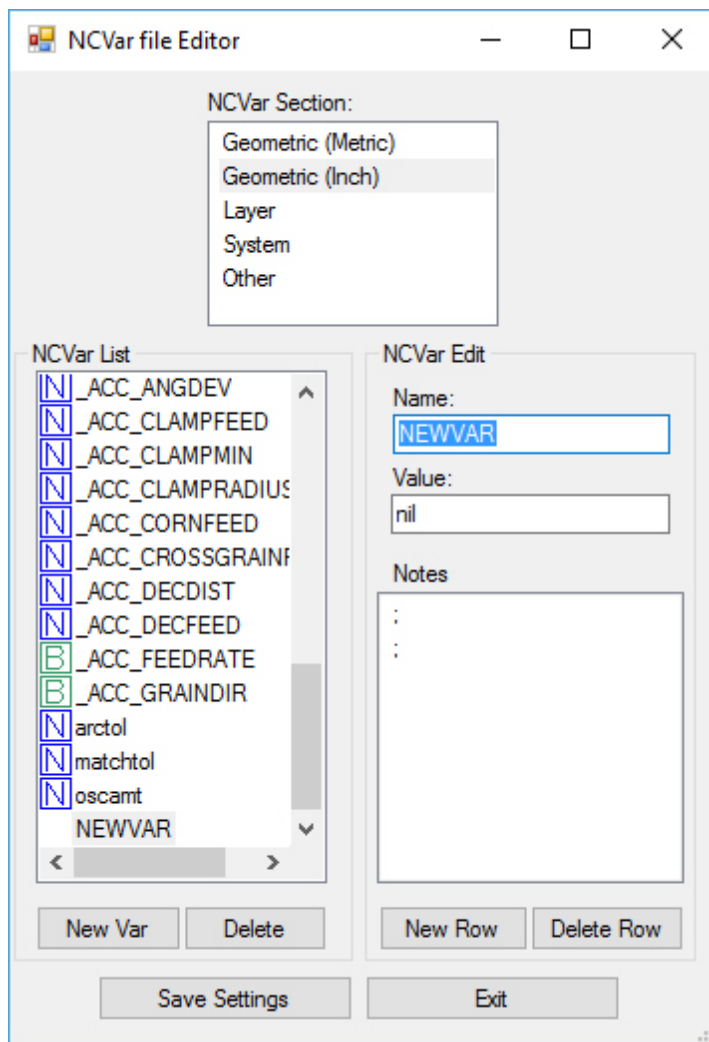 NCVar file Editor
NCVar Section:
Geometric (Metric)
Geometric (Inch)
Layer
System
Other
NCVar List
N _ACC_ANGDEV
N _ACC_CLAMPFEED
N _ACC_CLAMPMIN
N _ACC_CLAMPRADIUS
N _ACC_CORNFEED
N _ACC_CROSSGRAINF
N _ACC_DECDIST
N _ACC_DECFEED
B _ACC_FEEDRATE
B _ACC_GRAINDIR
N arctol
N matchtol
N oscamt
NEWVAR
New Var
Delete
NCVar Edit
Name:
NEWVAR
Value:
nil
Notes
;
;
New Row
Delete Row
Save Settings
Exit